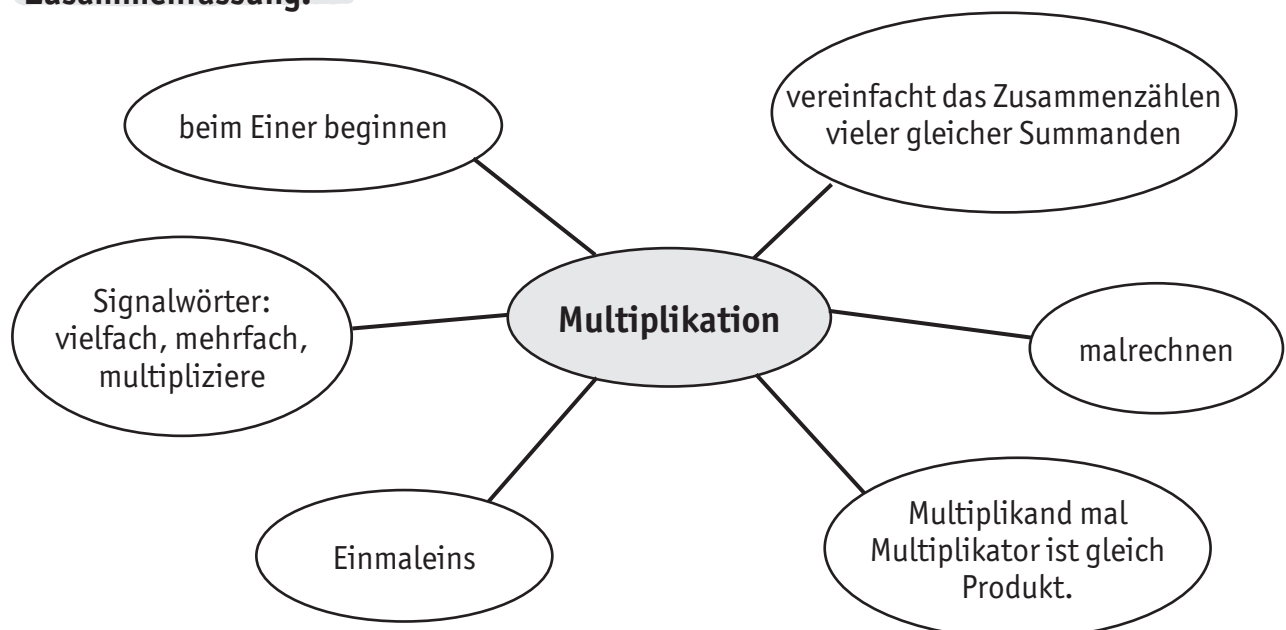 Zusammenfassung:
beim Einer beginnen
vereinfacht das Zusammenzählen
vieler gleicher Summanden
Signalwörter:
vielfach, mehrfach,
multipliziere
Multiplikation
malrechnen
Einmaleins
Multiplikand mal
Multiplikator ist gleich
Produkt.